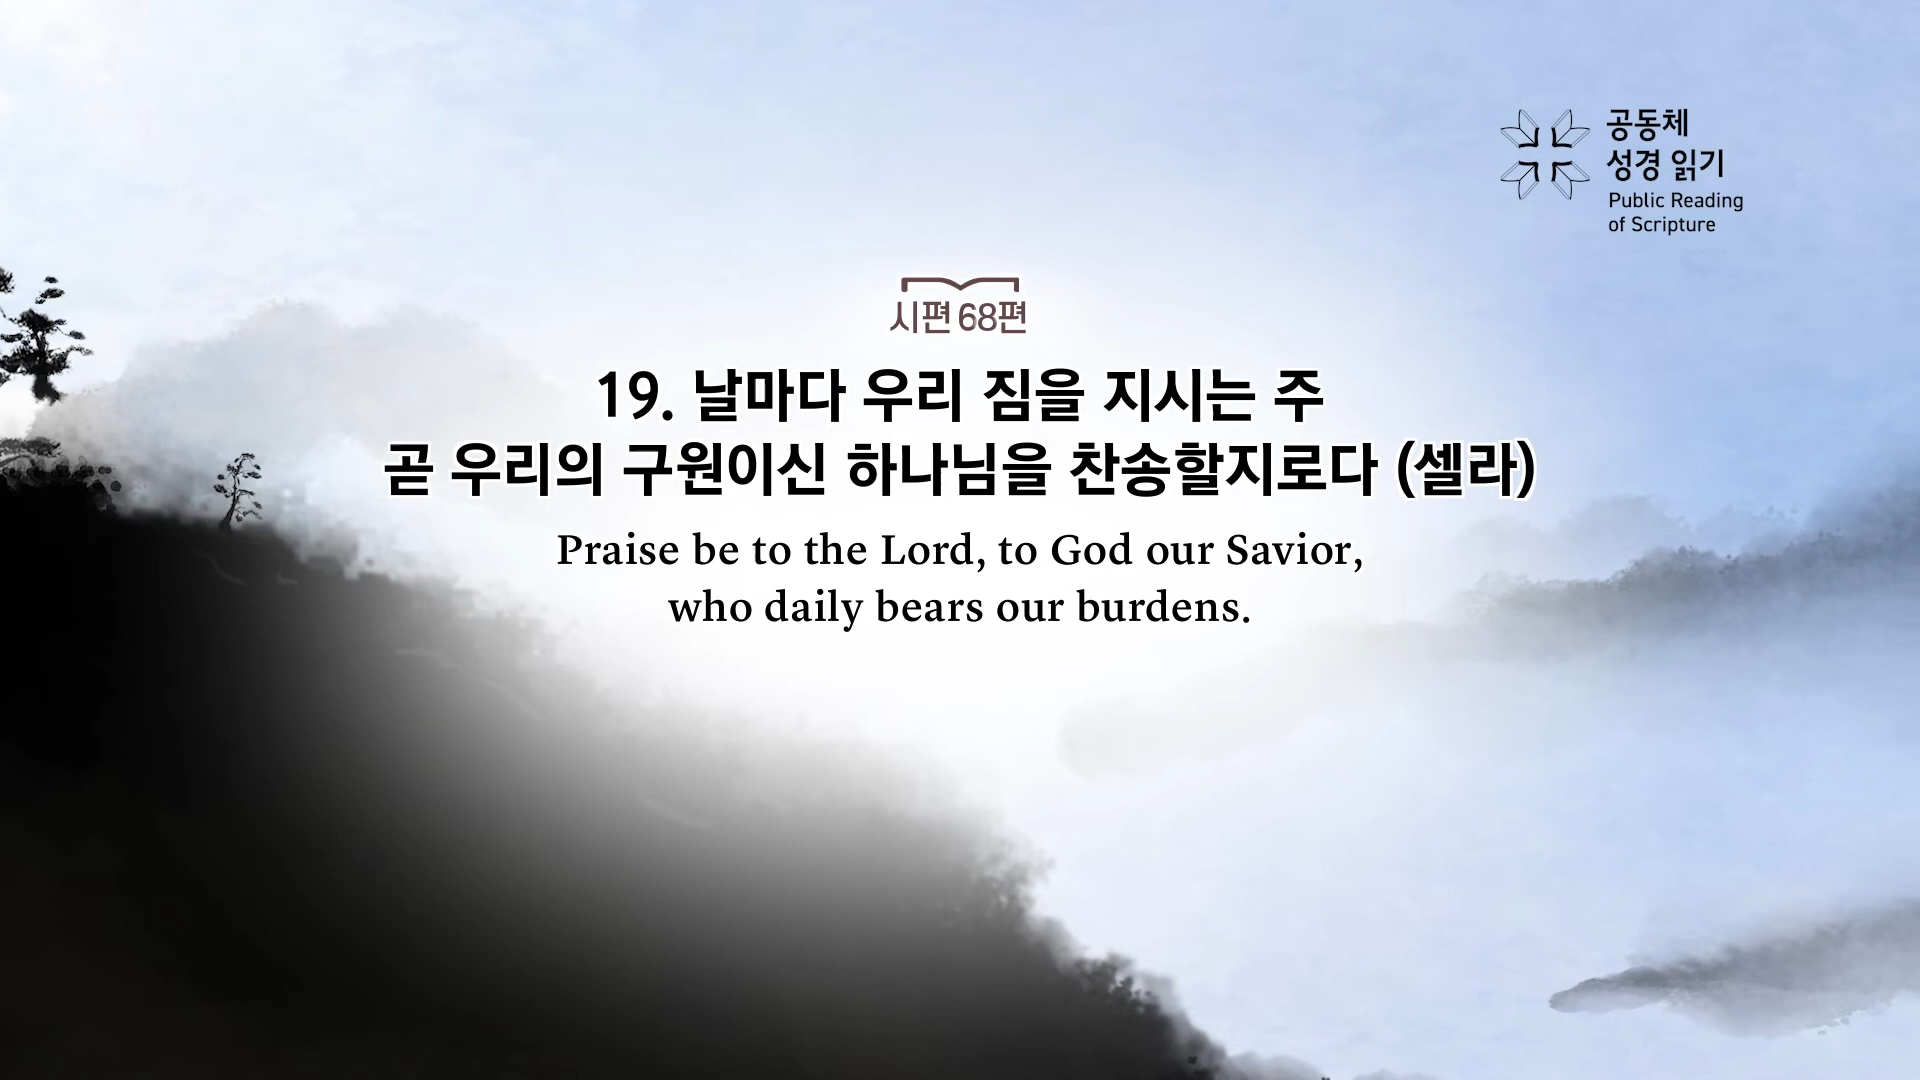 공동체
성경 읽기
Public Reading
of Scripture
시편 68편
19. 날마다 우리 짐을 지시는 주
곧 우리의 구원이신 하나님을 찬송할지로다 (셀라)
Praise be to the Lord, to God our Savior,
who daily bears our burdens.